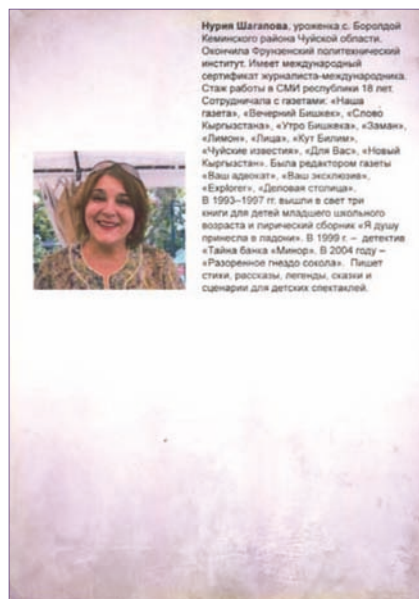 Нурия Шагапова, уроженка с. Боролдой
Кеминского района Чуйской области.
Окончила Фрунзенский политехнический
институт. Имеет международный
сертификат журналиста-международника.
Стаж работы в СМИ республики 18 лет.
Сотрудничала с газетами: «Наша
газета», «Вечерний Бишкек», «Слово
Кыргызстана», «Утро Бишкека», «Заман»,
«Лимон», «Лица», «Кут Билим»,
«Чуйские известия», «Для Вас», «Новый
Кыргызстан». Была редактором газеты
«Ваш адвокат», «Ваш эксклюзив»,
«Explorer», «Деловая столица».
В 1993–1997 гг. вышли в свет три
книги для детей младшего школьного
возраста и лирический сборник «Я душу
принесла в ладони». В 1999 г. – детектив
«Тайна банка «Минор». В 2004 году –
«Разоренное гнездо сокола». Пишет
стихи, рассказы, легенды, сказки и
сценарии для детских спектаклей.